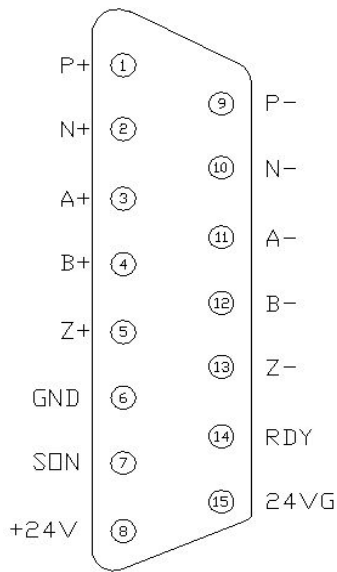 P+ 1
9 P-
N+ 2
10 N-
A+ 3
11 A-
B+ 4
12 B-
Z+ 5
13 Z-
GND 6
14 RDY
SON 7
15 24VG
+24V 8